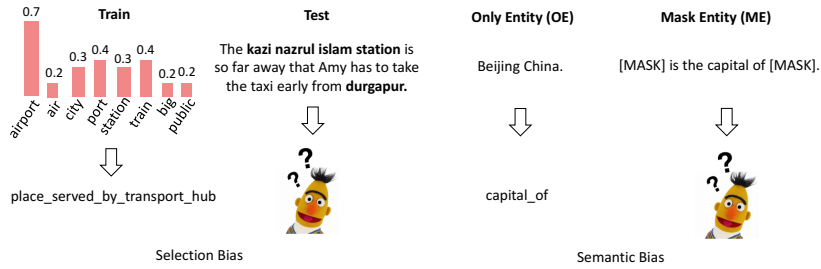 Train
0.7
0.2
0.3
0.4
0.3
0.4
0.2
0.2
airport
air
city
port
station
train
big
public
place_served_by_transport_hub
Test
The kazi nazrul islam station is
so far away that Amy has to take
the taxi early from durgapur.
? ? ?
Selection Bias
Only Entity (OE)
Beijing China.
capital_of
Mask Entity (ME)
[MASK] is the capital of [MASK].
? ? ?
Semantic Bias